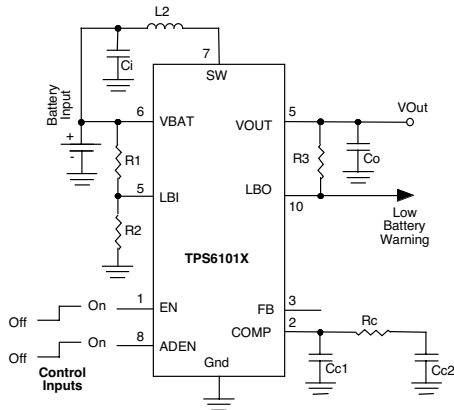 L2
7
Ci
SW
Battery
Input
6
VBAT
5
VOUT
VOut
+
-
R1
R3
Co
5
LBI
LBO
10
R2
Low
Battery
Warning
TPS6101X
Off
On
1
EN
3
FB
2
COMP
Rc
Off
On
8
ADEN
Gnd
Cc1
Cc2
Control
Inputs